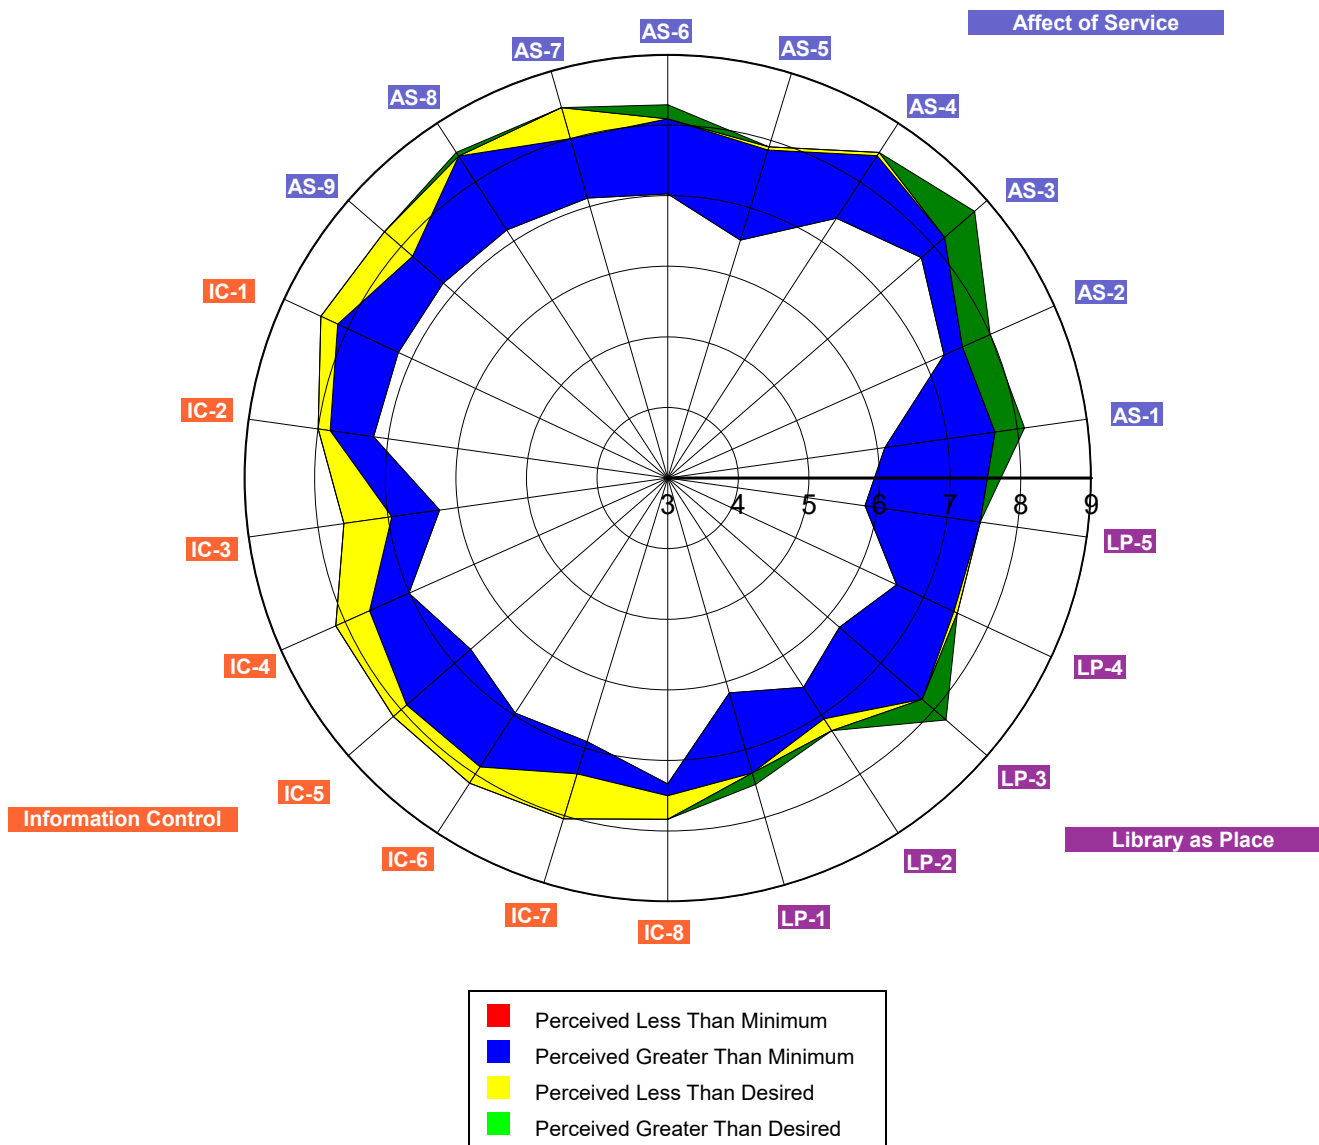 Affect of Service
AS-6
AS-7
AS-5
AS-8
AS-4
AS-9
AS-3
IC-1
AS-2
IC-2
AS-1
3 4 5 6 7 8 9
IC-3
LP-5
IC-4
LP-4
IC-5
LP-3
Information Control
Library as Place
IC-6
LP-2
IC-7
LP-1
IC-8
Perceived Less Than Minimum
Perceived Greater Than Minimum
Perceived Less Than Desired
Perceived Greater Than Desired